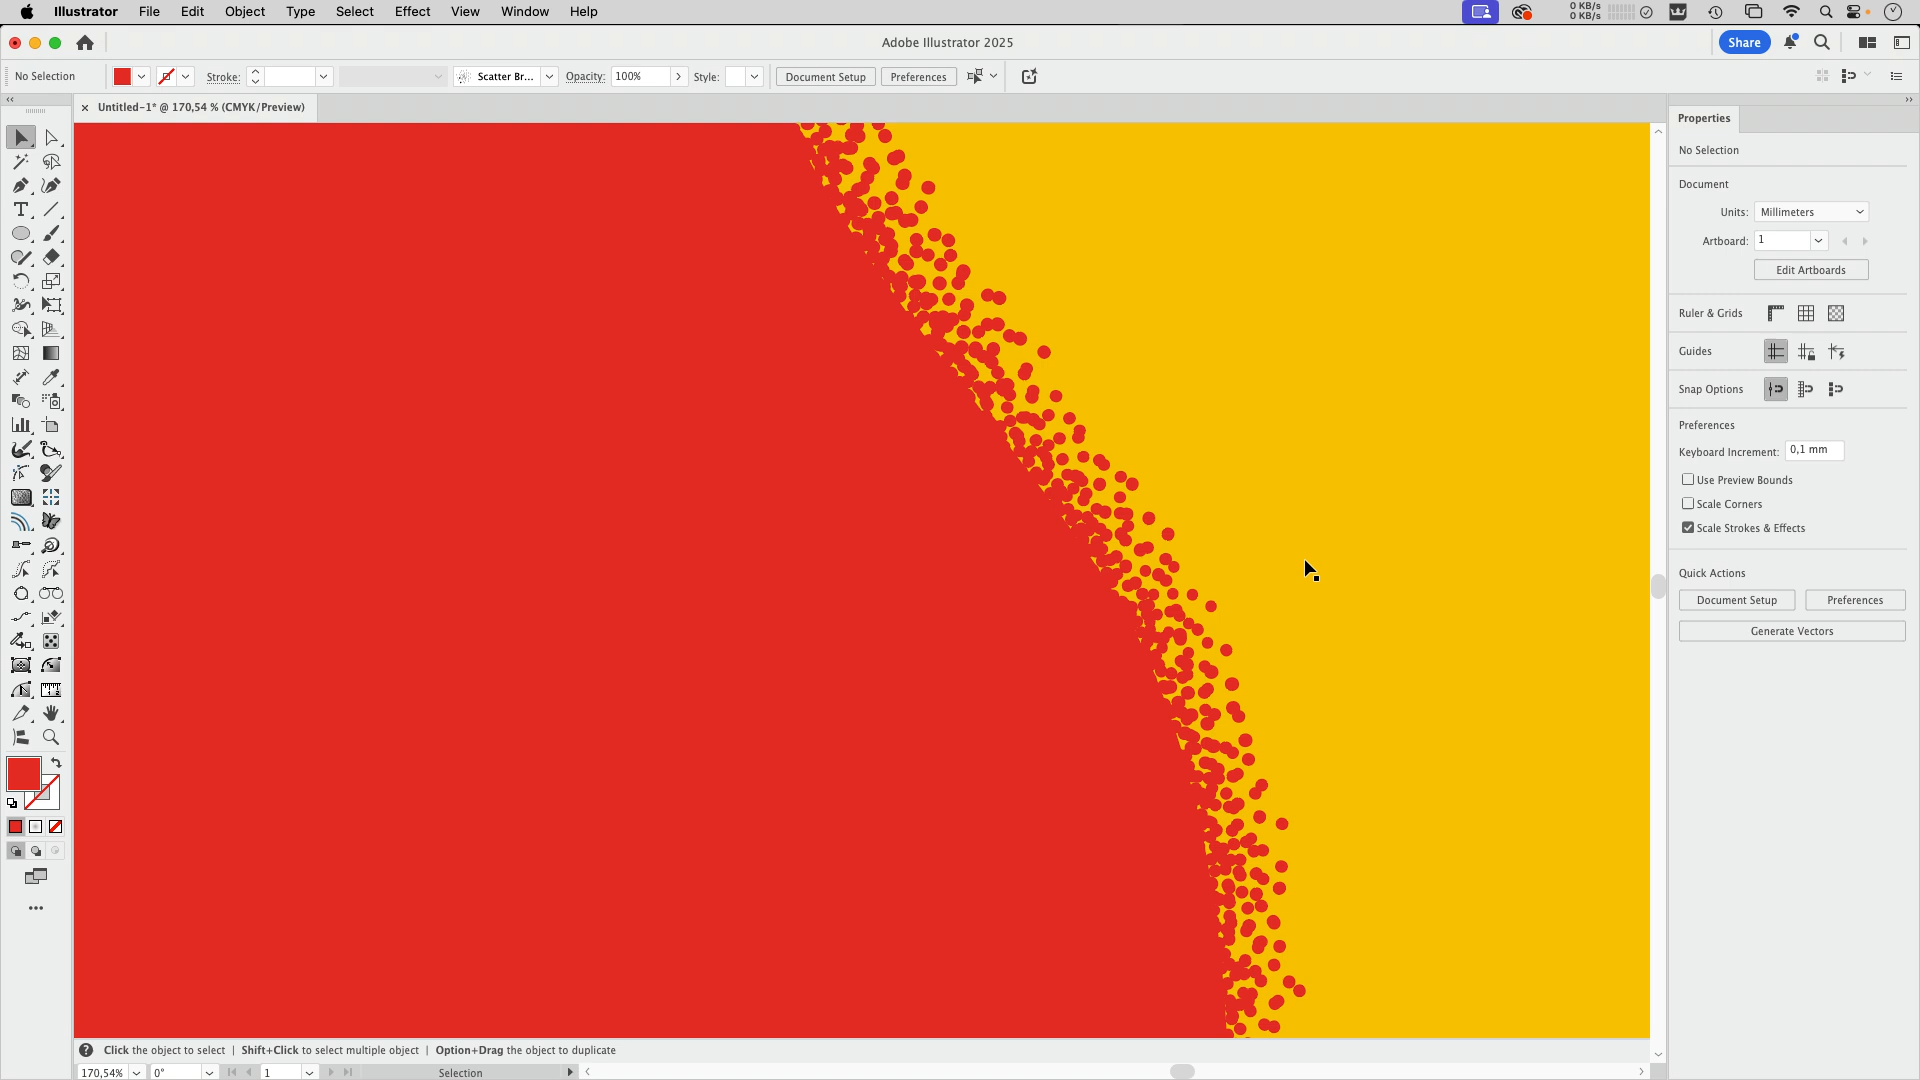 Illustrator File Edit Object Type Select Effect View Window Help
0 KB/s
0 KB/s
Adobe Illustrator 2025
Share
No Selection
Stroke:
Scatter Br...
Opacity: 100%
Style:
Document Setup
Preferences
Untitled-1* @ 170,54 % (CMYK/Preview)
Properties
No Selection
Document
Units: Millimeters
Artboard: 1
Edit Artboards
Ruler & Grids
Guides
Snap Options
Preferences
Keyboard Increment: 0,1 mm
Use Preview Bounds
Scale Corners
Scale Strokes & Effects
Quick Actions
Document Setup
Preferences
Generate Vectors
Click the object to select | Shift+Click to select multiple object | Option+Drag the object to duplicate
170,54% 0° 1 Selection